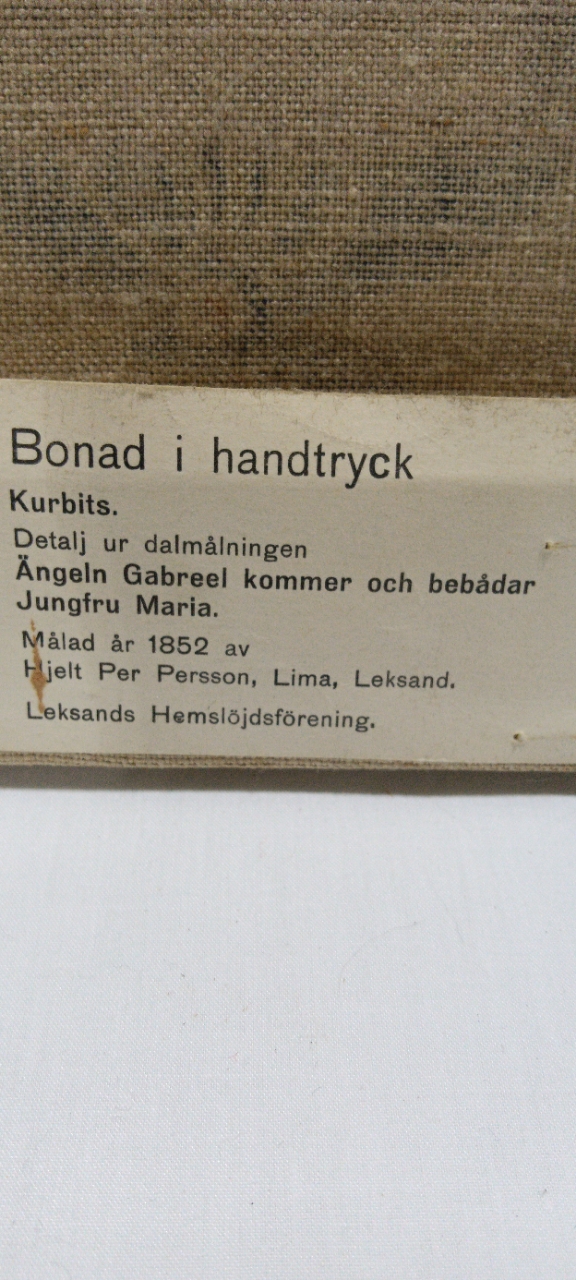 Bonad i handtryck
Kurbits.
Detalj ur dalmålningen
Ängeln Gabreel kommer och bebådar
Jungfru Maria.
Målad år 1852 av
Hjelt Per Persson, Lima, Leksand.
Leksands Hemslöjdsförening.